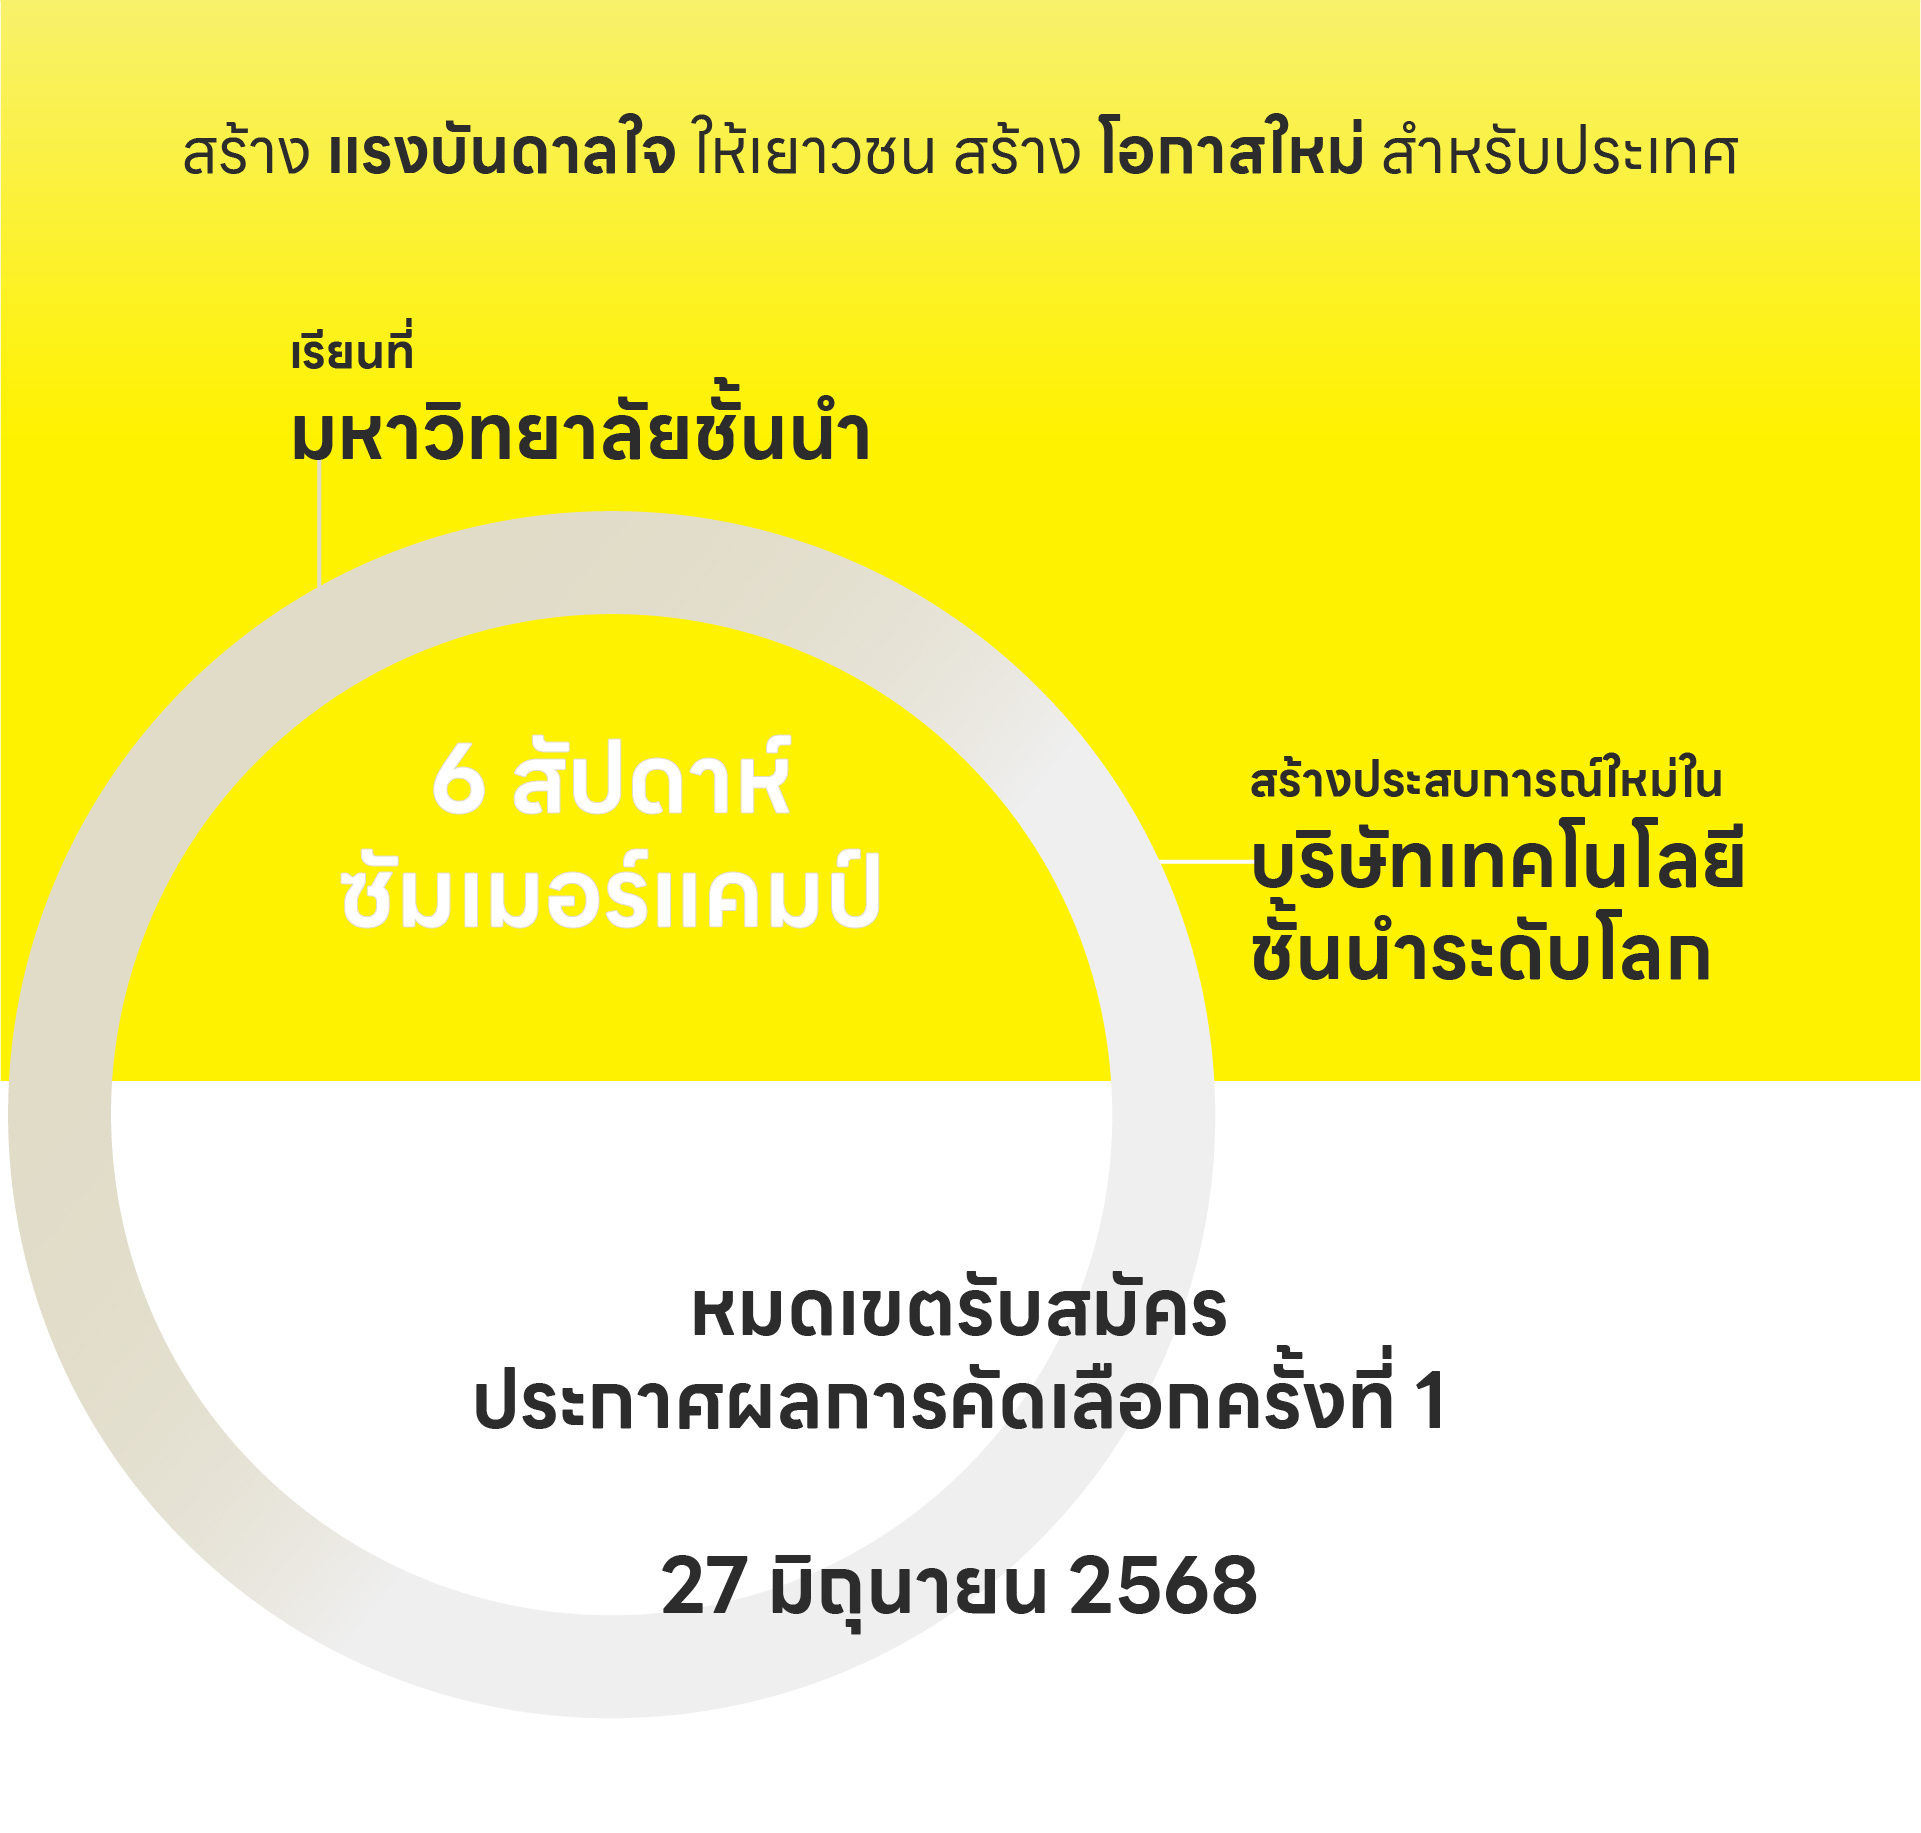 สร้าง แรงบันดาลใจ ให้เยาวชน สร้าง โอกาสใหม่ สำหรับประเทศ
เรียนที่
มหาวิทยาลัยชั้นนำ
6 สัปดาห์
ซัมเมอร์แคมป์
สร้างประสบการณ์ใหม่ใน
บริษัทเทคโนโลยี
ชั้นนำระดับโลก
หมดเขตรับสมัคร
ประกาศผลการคัดเลือกครั้งที่ 1
27 มิถุนายน 2568